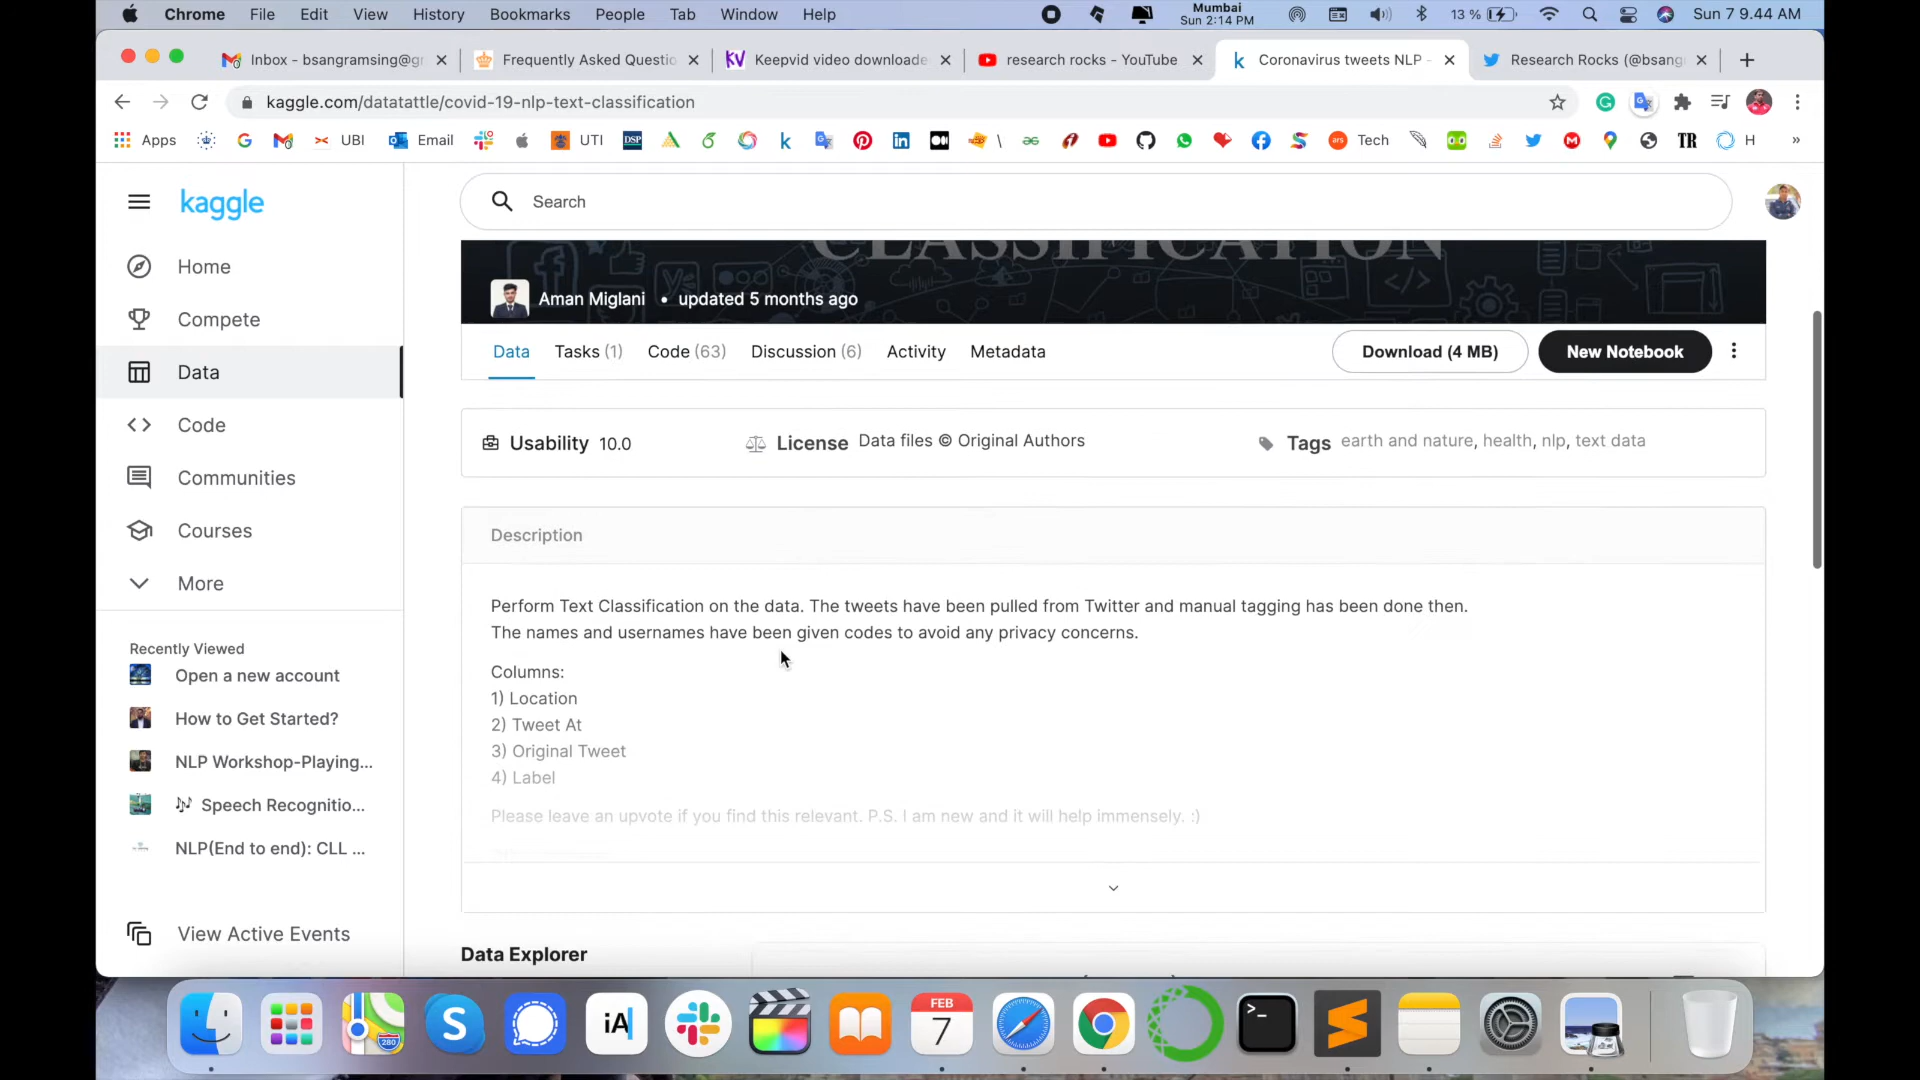 Chrome File Edit View History Bookmarks People Tab Window Help
Mumbai
Sun 2:14 PM
13 %
Sun 7 9.44 AM
Inbox - bsangramsing@gr
Frequently Asked Questio
Keepvid video downloade
research rocks - YouTube
Coronavirus tweets NLP -
Research Rocks (@bsang
kaggle.com/datatattle/covid-19-nlp-text-classification
Apps
UBI
Email
UTI
DSP
\
ars Tech
TR
H
»
kaggle
Search
Home
Compete
Data
Code
Communities
Courses
More
Recently Viewed
Open a new account
How to Get Started?
NLP Workshop-Playing...
Speech Recognitio...
NLP(End to end): CLL ...
View Active Events
CLASSIFICATION
Aman Miglani • updated 5 months ago
Data Tasks (1) Code (63) Discussion (6) Activity Metadata
Download (4 MB)
New Notebook
Usability 10.0
License Data files © Original Authors
Tags earth and nature, health, nlp, text data
Description
Perform Text Classification on the data. The tweets have been pulled from Twitter and manual tagging has been done then.
The names and usernames have been given codes to avoid any privacy concerns.
Columns:
1) Location
2) Tweet At
3) Original Tweet
4) Label
Please leave an upvote if you find this relevant. P.S. I am new and it will help immensely. :)
Data Explorer
280
S
iA
FEB
7
>_